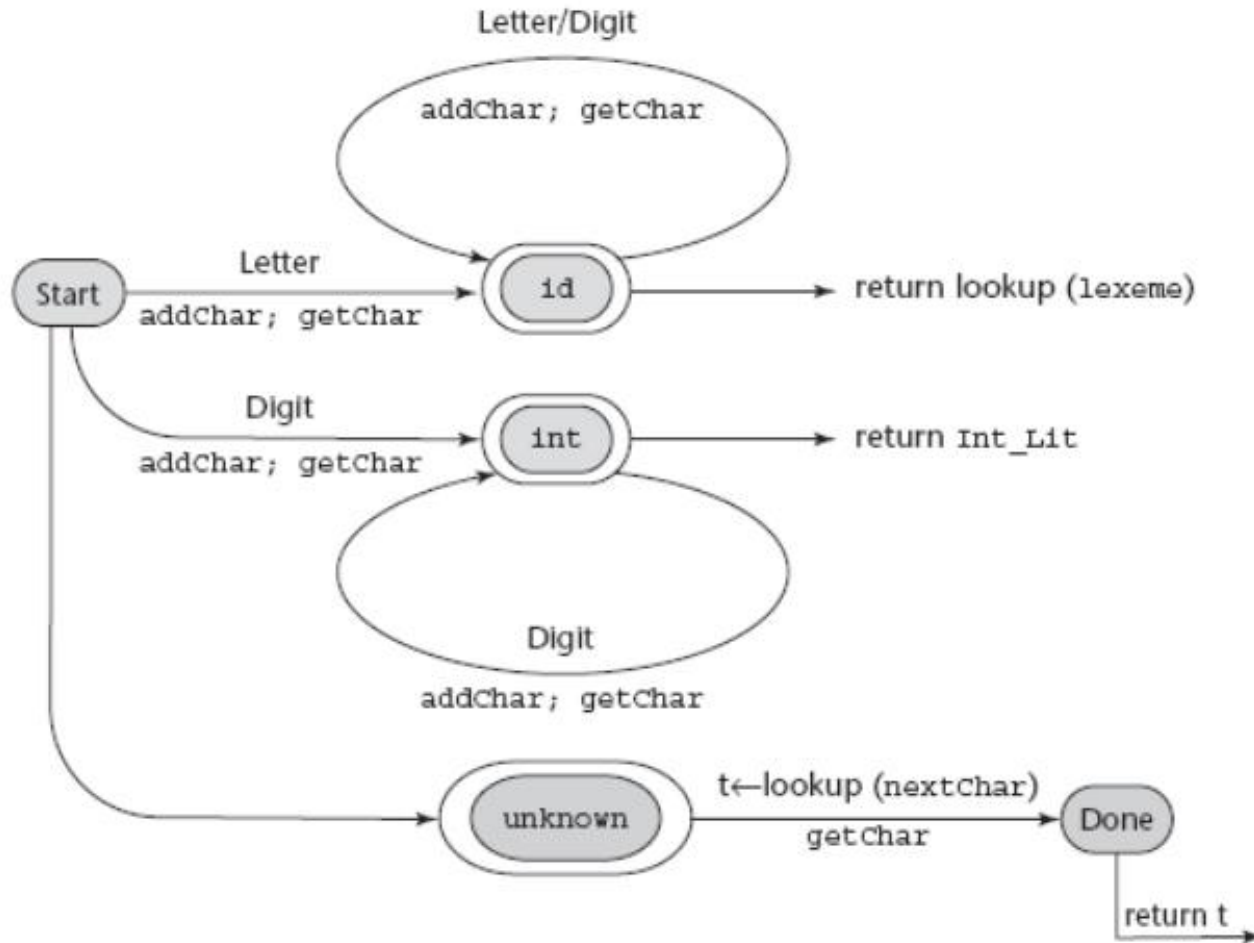 Letter/Digit
addChar; getChar
Letter
Start
id
return lookup (lexeme)
addChar; getChar
Digit
int
return Int_Lit
addChar; getChar
Digit
addChar; getChar
t←lookup (nextChar)
unknown
Done
getChar
return t